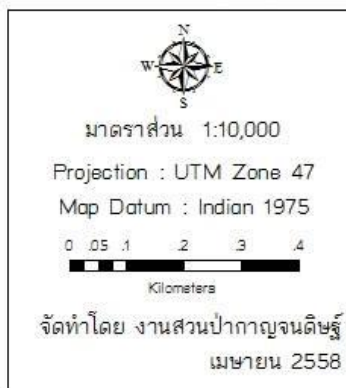 N
W E
S
มาตราส่วน 1:10,000
Projection : UTM Zone 47
Map Datum : Indian 1975
0 .05 .1 .2 .3 .4
Kilometers
จัดทำโดย งานสวนป่ากาญจนดิษฐ์
เมษายน 2558